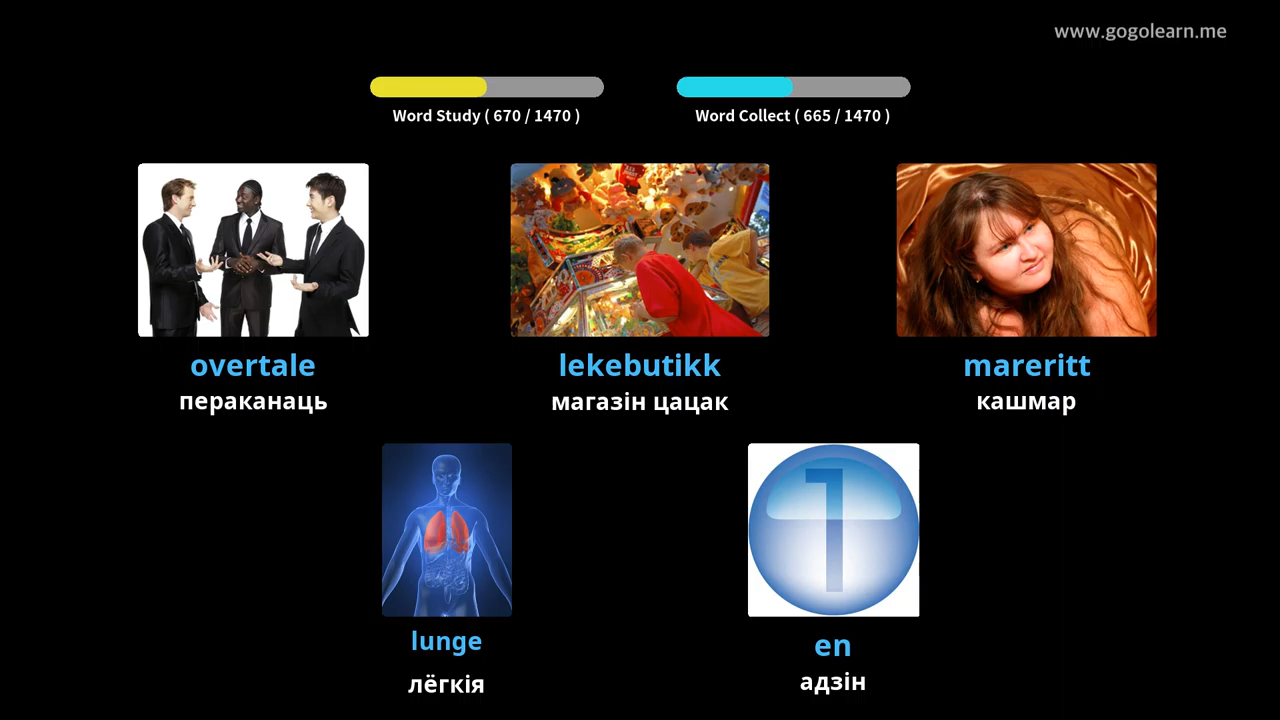 www.gogolearn.me
Word Study ( 670 / 1470 )
Word Collect ( 665 / 1470 )
overtale
пераканаць
lekebutikk
магазін цацак
mareritt
кашмар
lunge
лёгкія
1
en
адзін